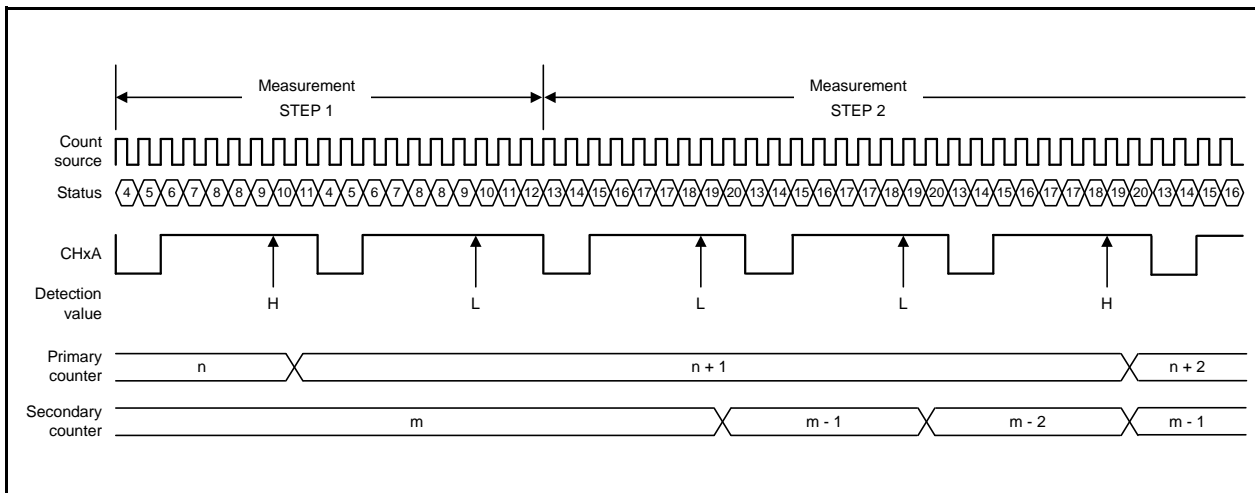 Measurement
STEP 1
Measurement
STEP 2
Count
source
Status
4 5 6 7 8 8 9 10 11 4 5 6 7 8 8 9 10 11 12 13 14 15 16 17 17 18 19 20 13 14 15 16 17 17 18 19 20 13 14 15 16 17 17 18 19 20 13 14 15 16
CHxA
Detection
value
H L L L H
Primary
counter
n n + 1 n + 2
Secondary
counter
m m - 1 m - 2 m - 1